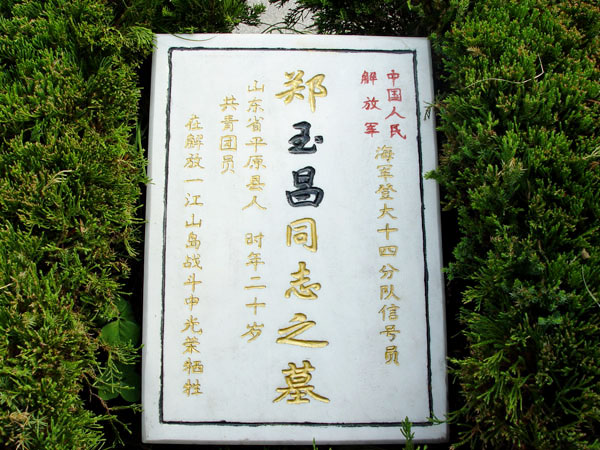 中国人民
解放军
海军登大十四分队信号员
郑玉昌同志之墓
山东省平原县人 时年二十岁
共青团员
在解放一江山岛战斗中光荣牺牲